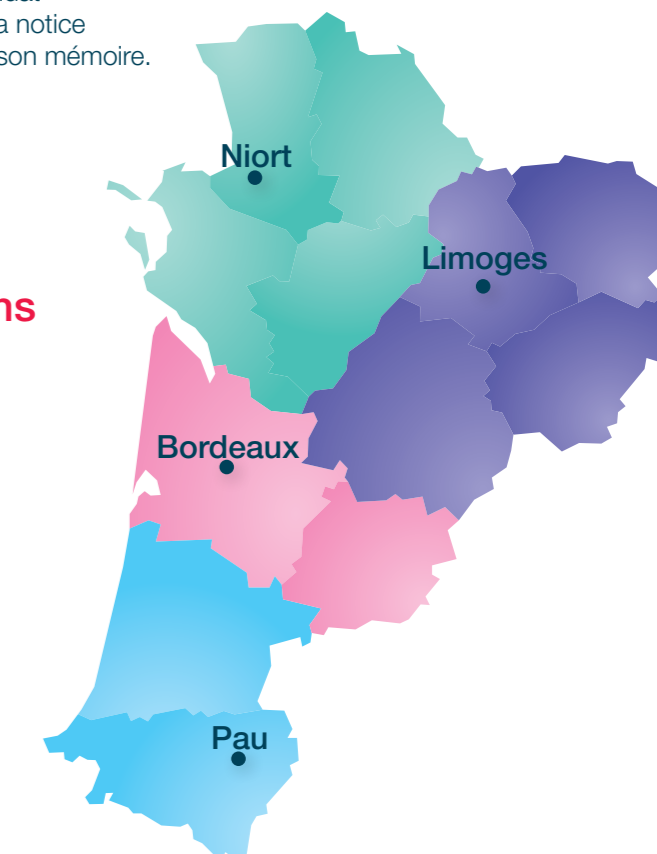 a notice
son mémoire.
Niort
Limoges
ns
Bordeaux
Pau